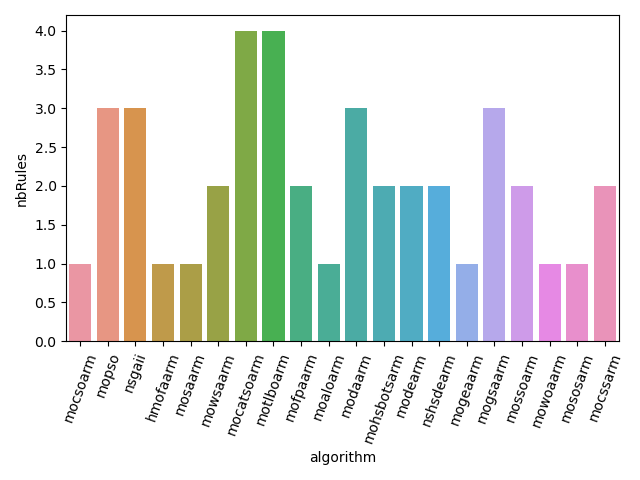 4.0
3.5
3.0
2.5
2.0
1.5
1.0
0.5
0.0
nbRules
mocsoarm
mopso
nsgaii
hmofaarm
mosaarm
mowsaarm
mocatsoarm
motlboarm
mofpaarm
moaloarm
modaarm
mohsbotsarm
modearm
nshsdearm
mogeaarm
mogsaarm
mossoarm
mowoaarm
mososarm
mocssarm
algorithm